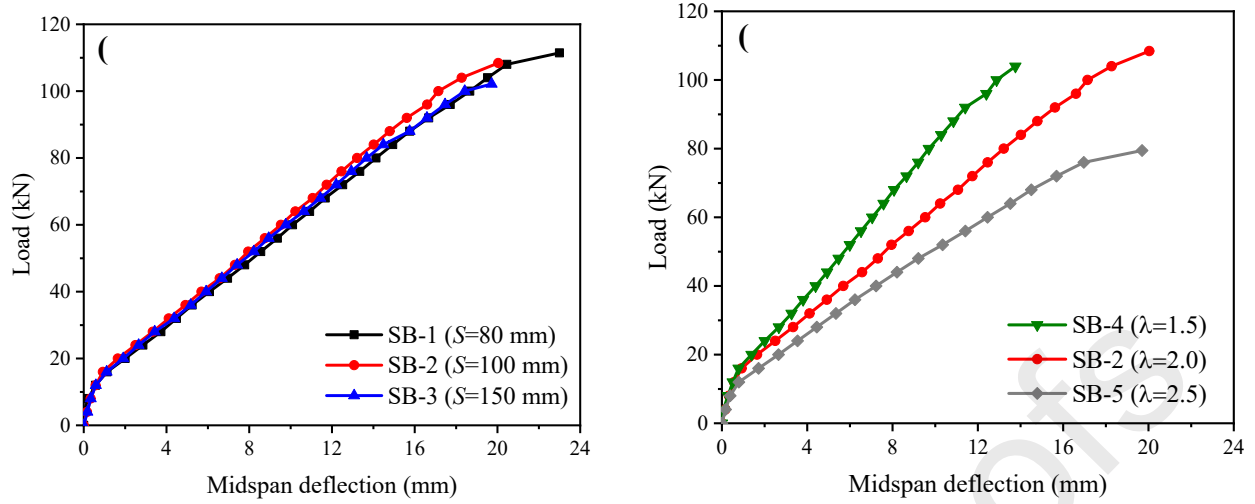 120
100
80
60
40
20
0
Load (kN)
(
SB-1 (S=80 mm)
SB-2 (S=100 mm)
SB-3 (S=150 mm)
0 4 8 12 16 20 24
Midspan deflection (mm)
120
100
80
60
40
20
0
Load (kN)
(
SB-4 (λ=1.5)
SB-2 (λ=2.0)
SB-5 (λ=2.5)
0 4 8 12 16 20 24
Midspan deflection (mm)
ofs